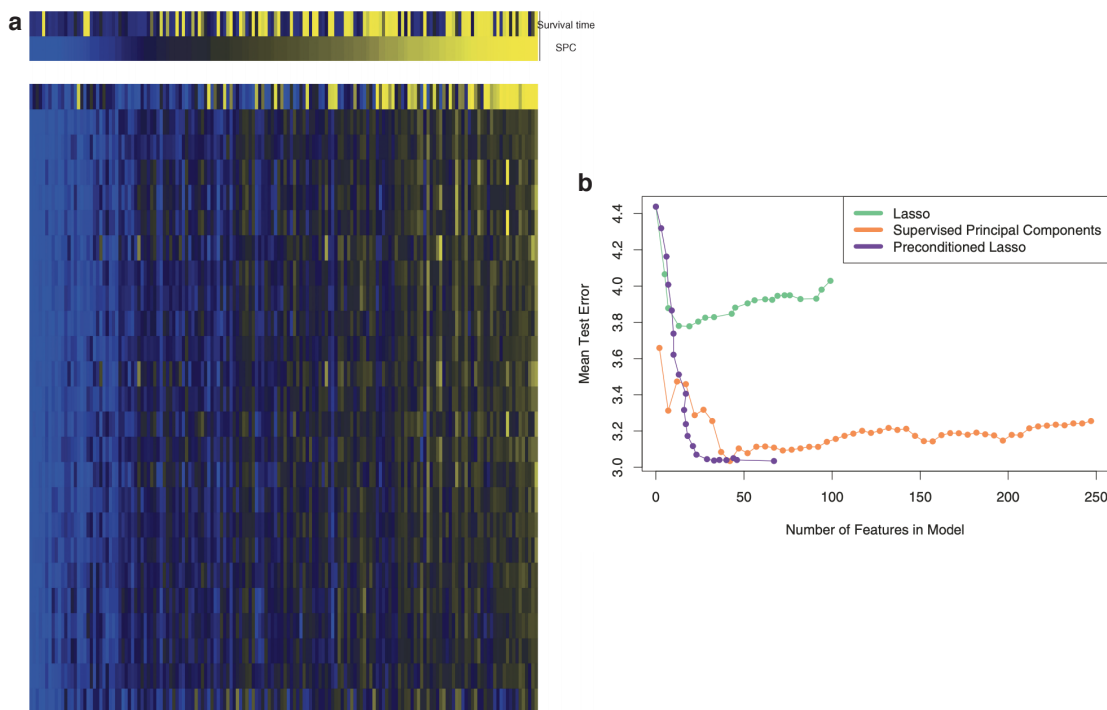 a
Survival time
SPC
b
Lasso
Supervised Principal Components
Preconditioned Lasso
Mean Test Error
4.4
4.2
4.0
3.8
3.6
3.4
3.2
3.0
0 50 100 150 200 250
Number of Features in Model